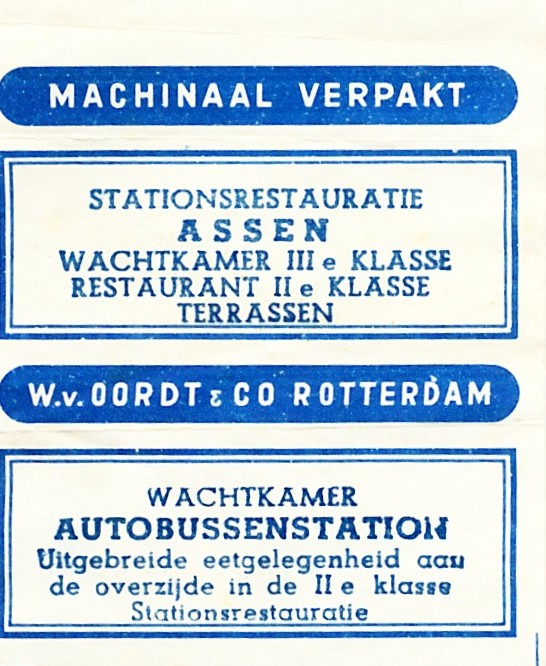 MACHINAAL VERPAKT
STATIONSRESTAURATIE
ASSEN
WACHTKAMER III e KLASSE
RESTAURANT II e KLASSE
TERRASSEN
W.v. OORDT & CO ROTTERDAM
WACHTKAMER
AUTOBUSSENSTATION
Uitgebreide eetgelegenheid aan
de overzijde in de II e klasse
Stationsrestauratie